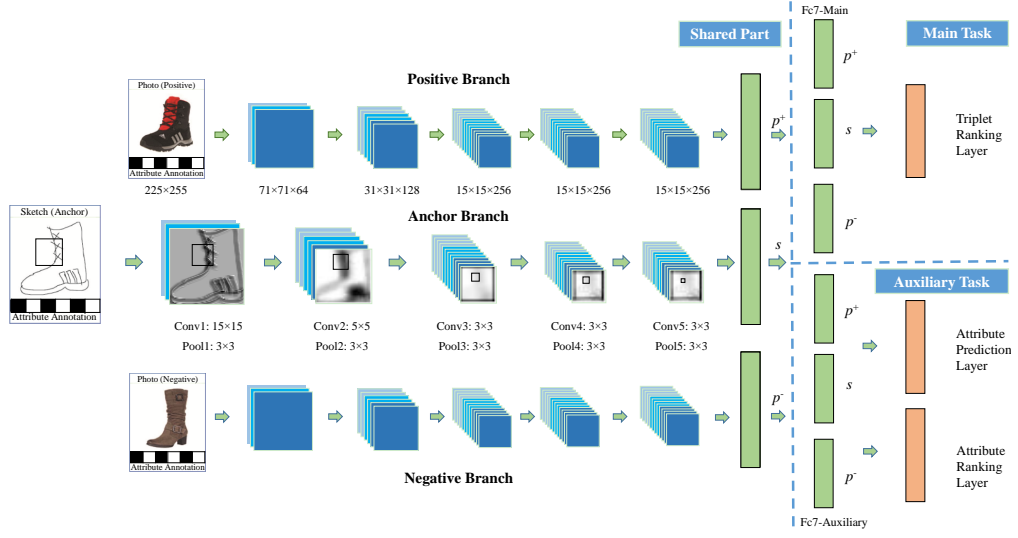 Fc7-Main
Shared Part
Main Task
Positive Branch
Photo (Positive)
Attribute Annotation
225×255
71×71×64
31×31×128
15×15×256
15×15×256
15×15×256
p+
p+
s
p-
Triplet
Ranking
Layer
Anchor Branch
Sketch (Anchor)
Attribute Annotation
Conv1: 15×15
Pool1: 3×3
Conv2: 5×5
Pool2: 3×3
Conv3: 3×3
Pool3: 3×3
Conv4: 3×3
Pool4: 3×3
Conv5: 3×3
Pool5: 3×3
s
Auxiliary Task
Photo (Negative)
Attribute Annotation
Negative Branch
p-
p+
s
p-
Attribute
Prediction
Layer
Attribute
Ranking
Layer
Fc7-Auxiliary